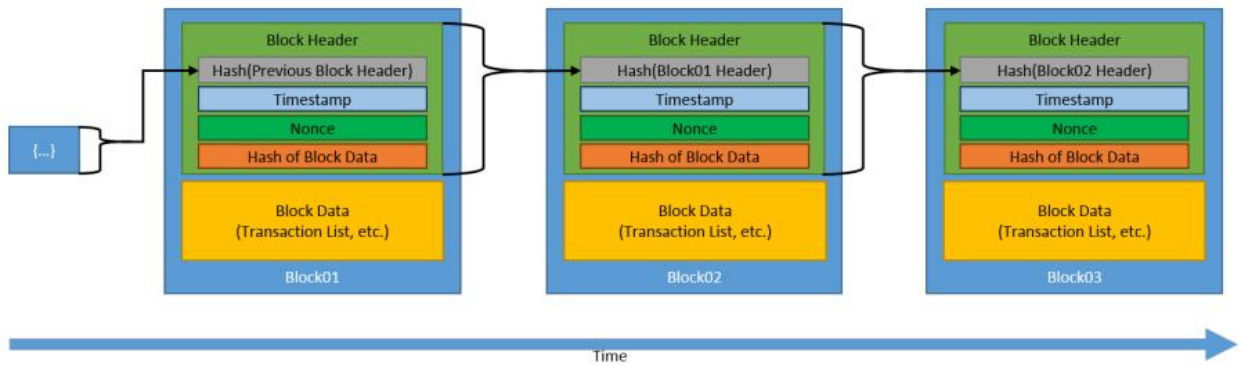 {...}
Block Header
Hash(Previous Block Header)
Timestamp
Nonce
Hash of Block Data
Block Data
(Transaction List, etc.)
Block01
Block Header
Hash(Block01 Header)
Timestamp
Nonce
Hash of Block Data
Block Data
(Transaction List, etc.)
Block02
Block Header
Hash(Block02 Header)
Timestamp
Nonce
Hash of Block Data
Block Data
(Transaction List, etc.)
Block03
Time